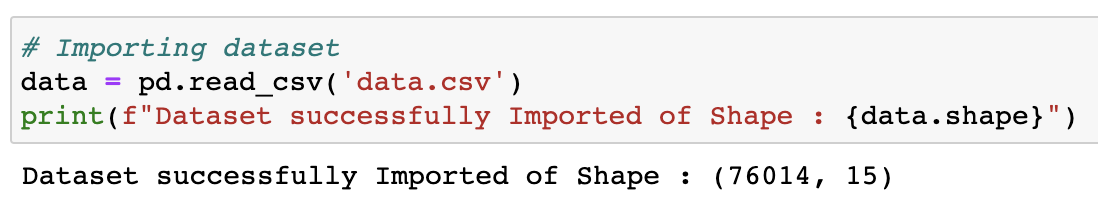 # Importing dataset
data = pd.read_csv('data.csv')
print(f"Dataset successfully Imported of Shape : {data.shape}")
Dataset successfully Imported of Shape : (76014, 15)